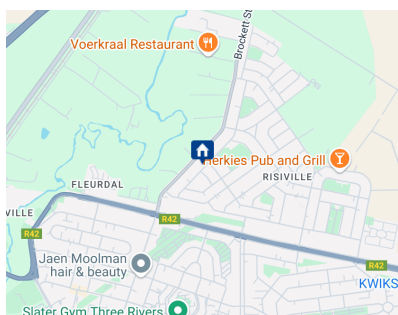 Voerkraal Restaurant
Brockett St
erkies Pub and Grill
RISIVILLE
FLEURDAL
VILLE
R42
R42
R42
Jaen Moolman
hair & beauty
KWIKS
Slater Gym Three Rivers